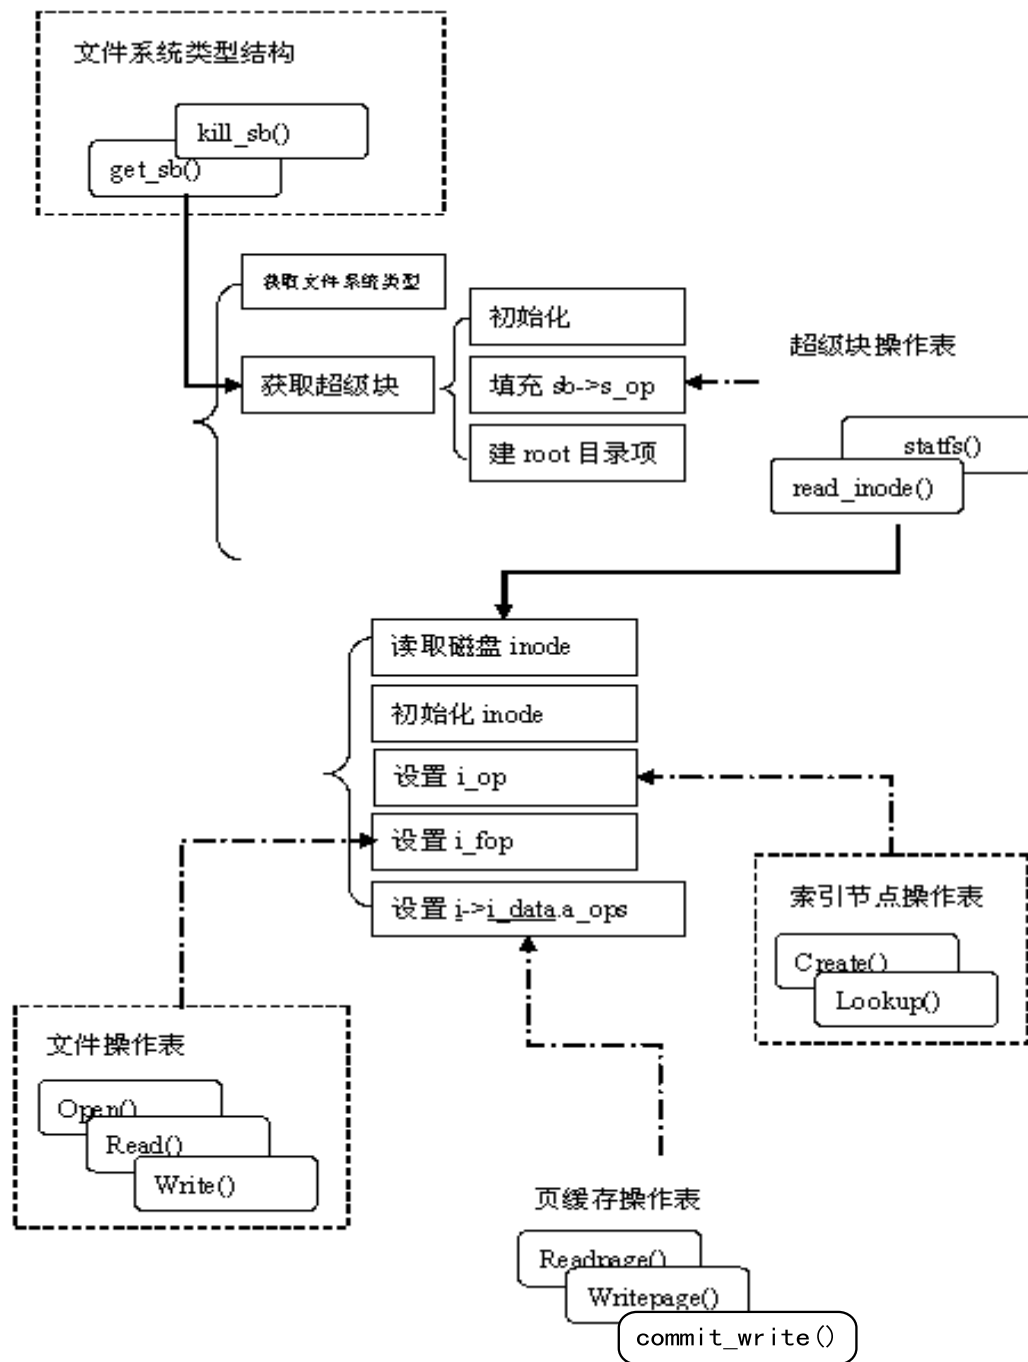 文件系统类型结构
kill_sb()
get_sb()
获取文件系统类型
初始化
超级块操作表
获取超级块
填充 sb->s_op
建 root 目录项
statfs()
read_inode()
读取磁盘 inode
初始化 inode
设置 i_op
设置 i_fop
设置 i->i_data.a_ops
索引节点操作表
Create()
Lookup()
文件操作表
Open()
Read()
Write()
页缓存操作表
Readpage()
Writepage()
commit_write()